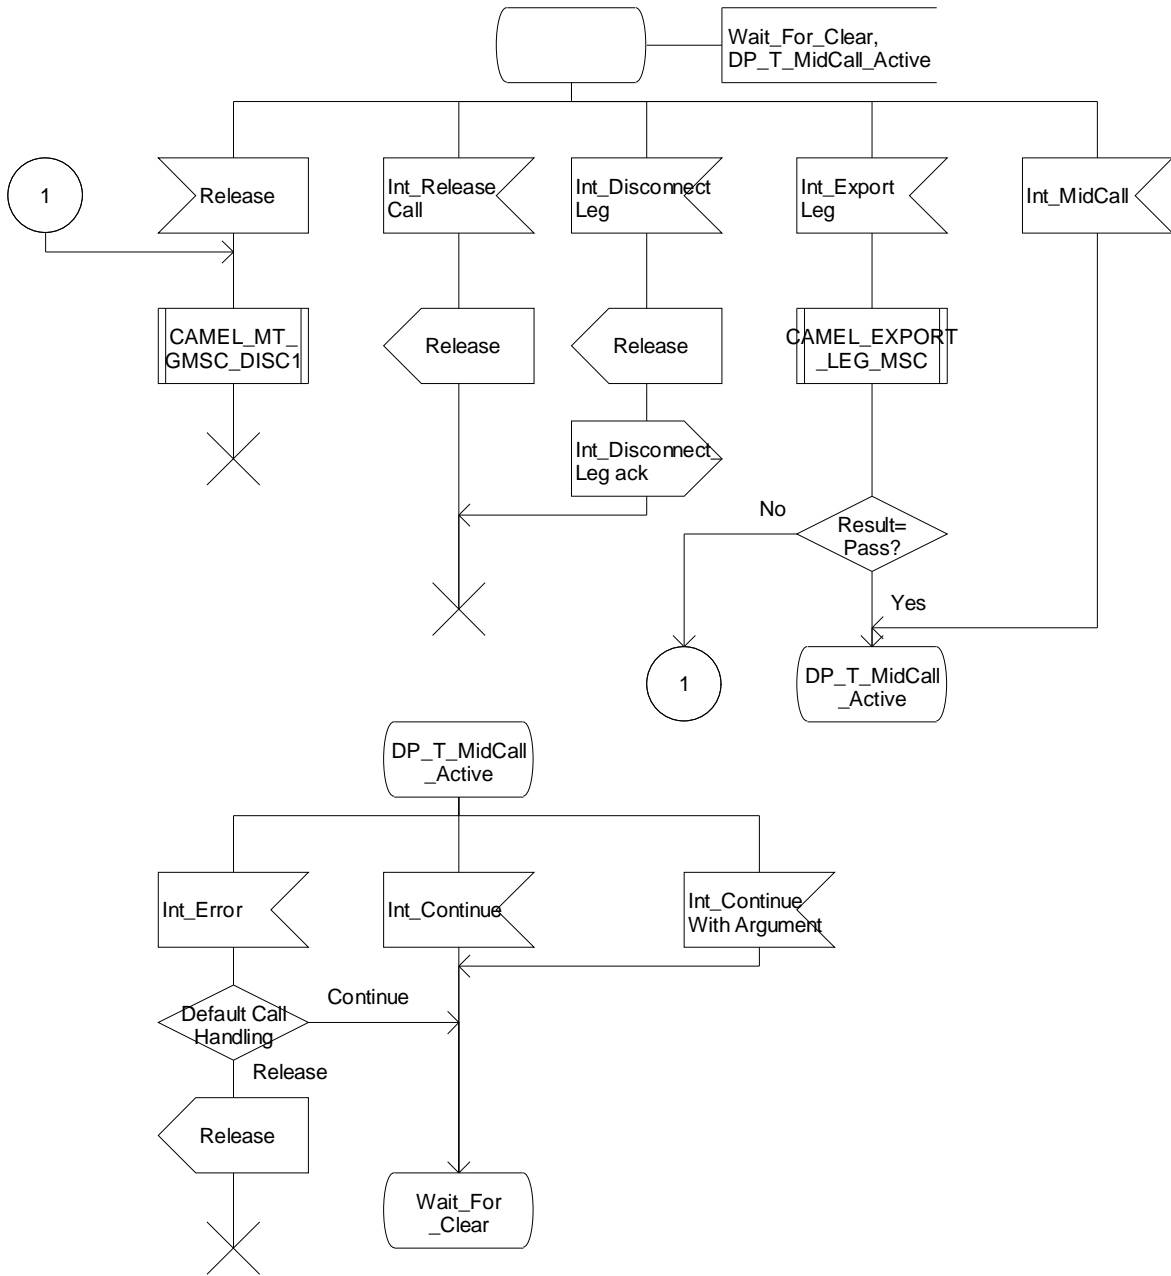 Wait_For_Clear,
DP_T_MidCall_Active
1
Release
Int_Release
Call
Int_Disconnect
Leg
Int_Export
Leg
Int_MidCall
CAMEL_MT_
GMSC_DISC1
Release
Release
CAMEL_EXPORT
_LEG_MSC
Int_Disconnect_
Leg ack
No
Result=
Pass?
Yes
1
DP_T_MidCall
_Active
DP_T_MidCall
_Active
Int_Error
Int_Continue
Int_Continue_
With Argument
Default Call
Handling
Continue
Release
Release
Wait_For
_Clear